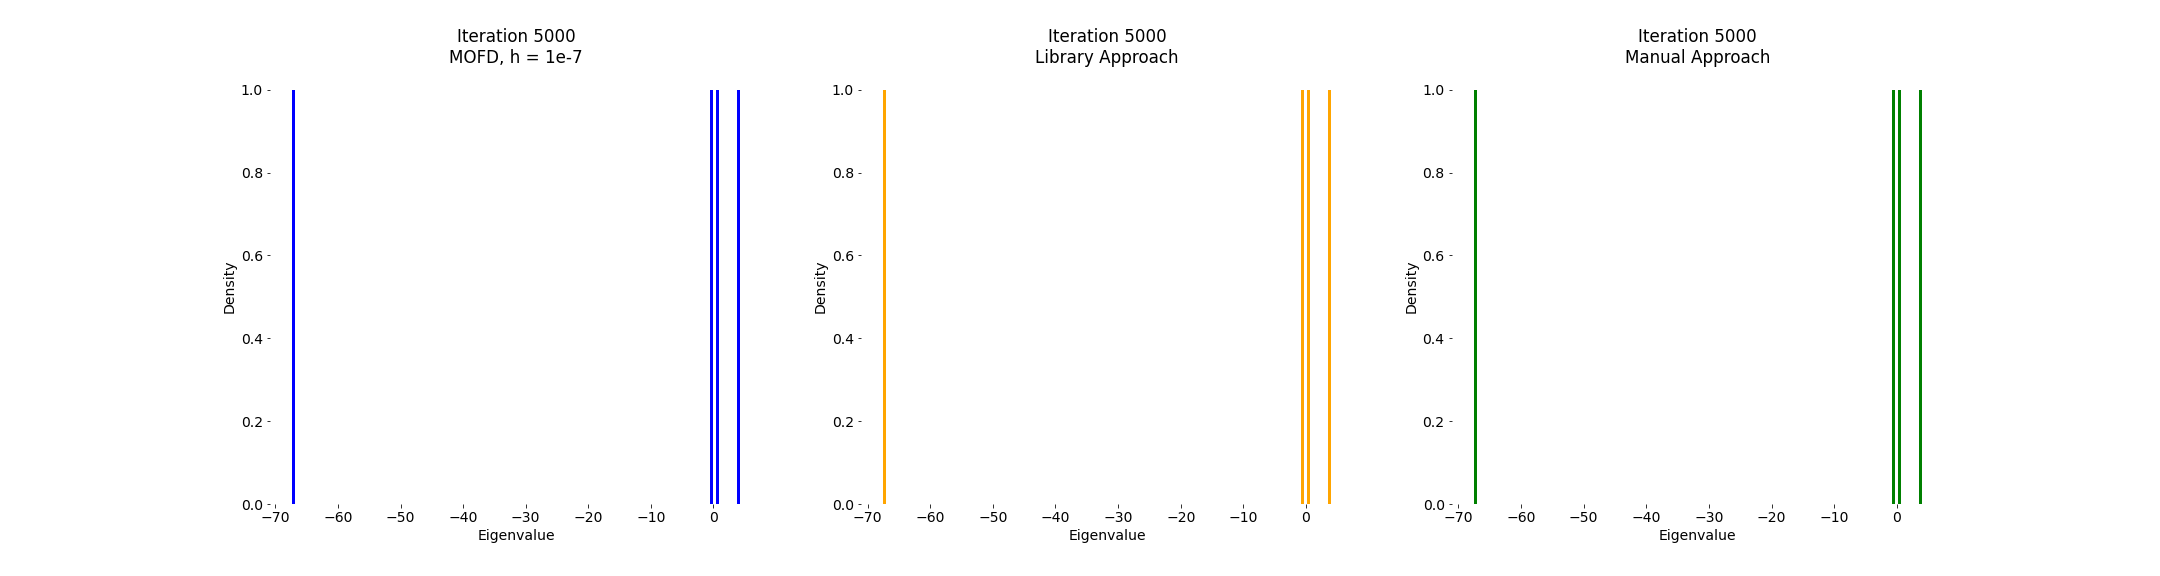 Iteration 5000
MOFD, h = 1e-7
1.0
0.8
0.6
0.4
0.2
0.0
Density
−70 −60 −50 −40 −30 −20 −10 0
Eigenvalue
Iteration 5000
Library Approach
1.0
0.8
0.6
0.4
0.2
0.0
Density
−70 −60 −50 −40 −30 −20 −10 0
Eigenvalue
Iteration 5000
Manual Approach
1.0
0.8
0.6
0.4
0.2
0.0
Density
−70 −60 −50 −40 −30 −20 −10 0
Eigenvalue